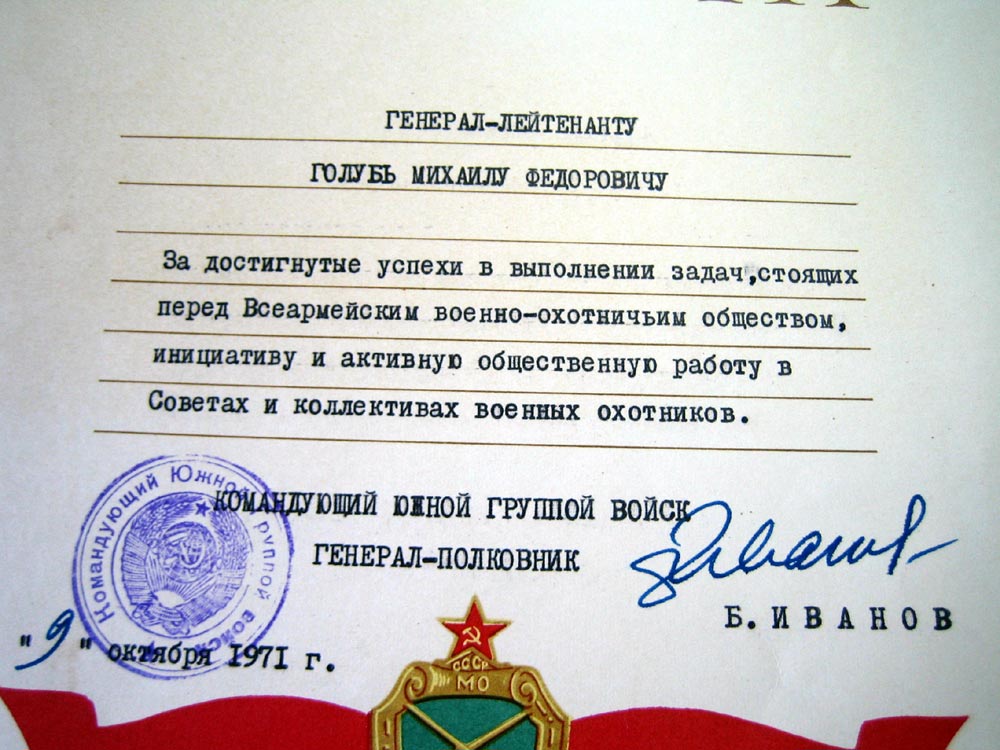 ГЕНЕРАЛ-ЛЕЙТЕНАНТУ
ГОЛУБЬ МИХАИЛУ ФЕДОРОВИЧУ
За достигнутые успехи в выполнении задач,стоящих
перед Всеармейским военно-охотничьим обществом,
инициативу и активную общественную работу в
Советах и коллективах военных охотников.
КОМАНДУЮЩИЙ ЮЖНОЙ ГРУППОЙ ВОЙСК
ГЕНЕРАЛ-ПОЛКОВНИК
Б. ИВАНОВ
Командующий Южной группой войск
"9" октября 1971 г.
СССР
МО